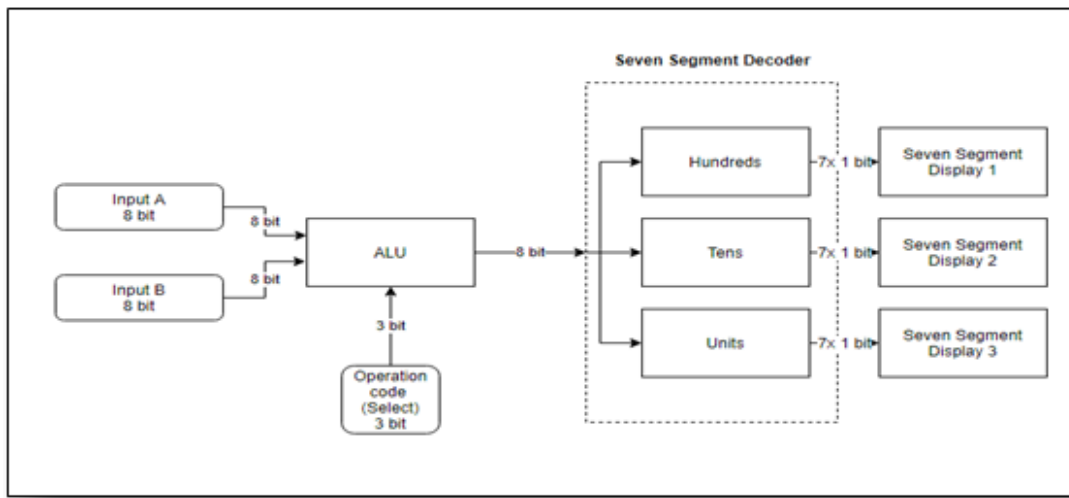 Seven Segment Decoder
Input A
8 bit
8 bit
Input B
8 bit
8 bit
ALU
3 bit
Operation
code
(Select)
3 bit
8 bit
Hundreds
7x 1 bit
Seven Segment
Display 1
Tens
7x 1 bit
Seven Segment
Display 2
Units
7x 1 bit
Seven Segment
Display 3